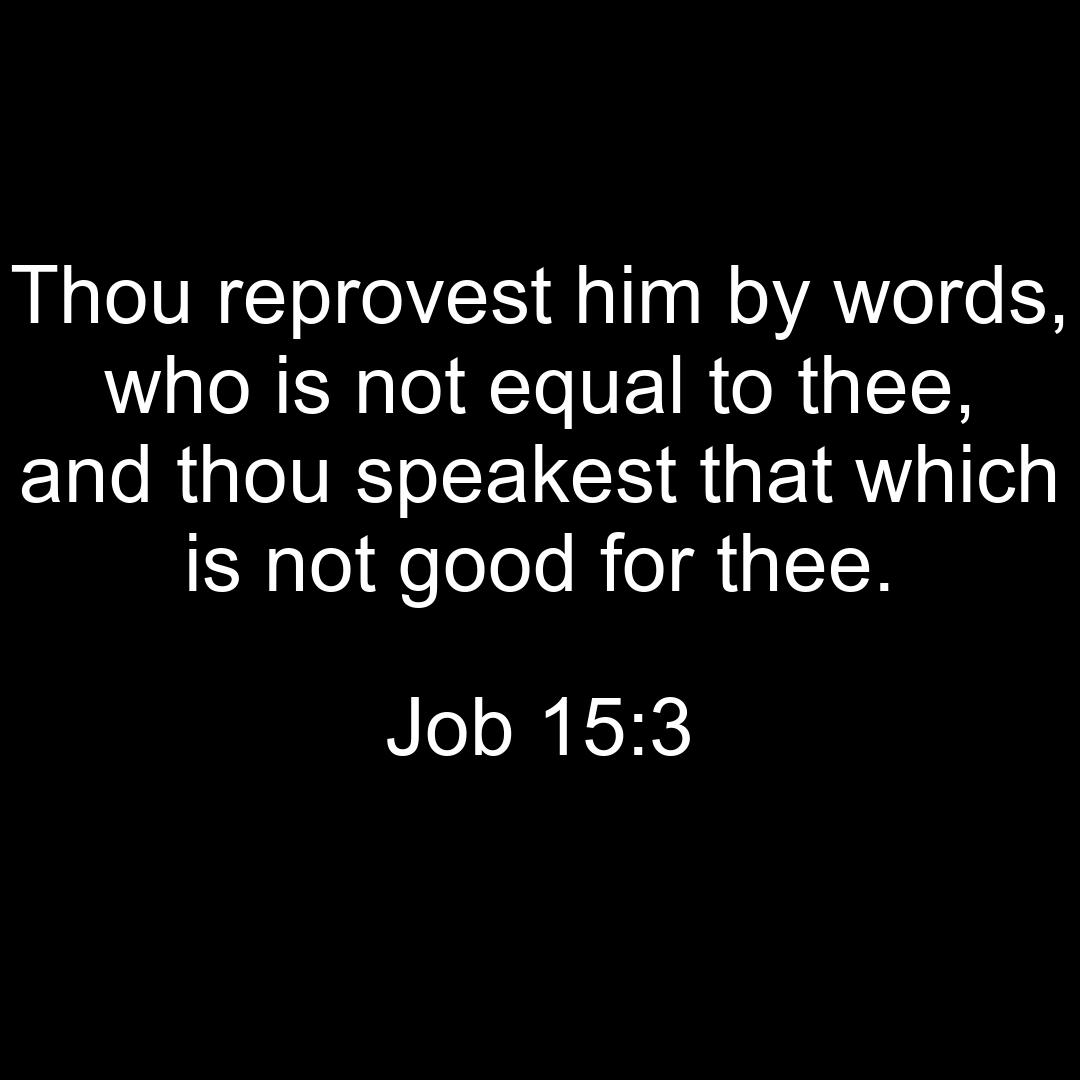 Thou reprovest him by words,
who is not equal to thee,
and thou speakest that which
is not good for thee.
Job 15:3